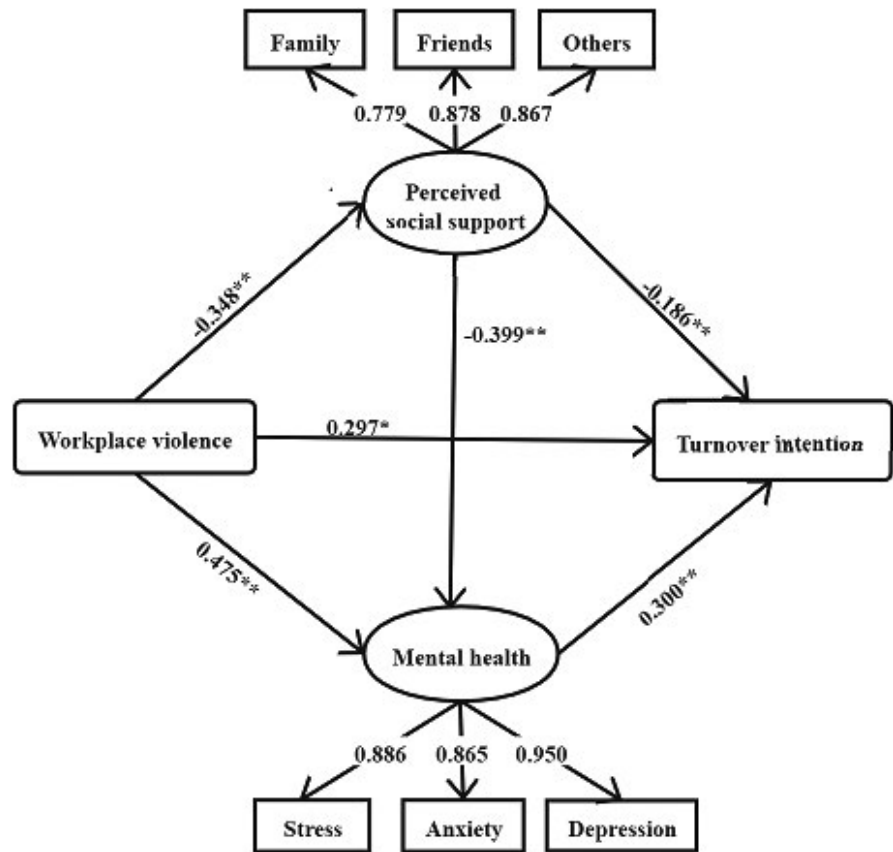 Family
Friends
Others
0.779
0.878
0.867
Perceived
social support
-0.348**
-0.186**
-0.399**
Workplace violence
0.297*
Turnover intention
0.475**
0.300**
Mental health
0.886
0.865
0.950
Stress
Anxiety
Depression